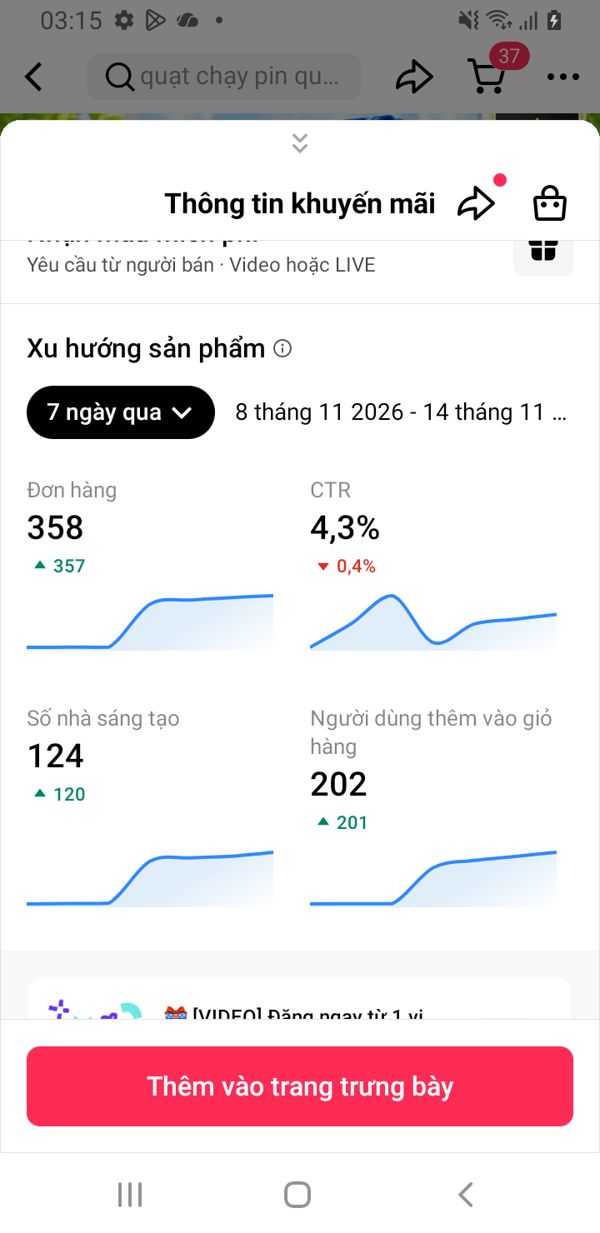 03:15
37
quạt chạy pin qu...
Thông tin khuyến mãi
Yêu cầu từ người bán · Video hoặc LIVE
Xu hướng sản phẩm
7 ngày qua
8 tháng 11 2026 - 14 tháng 11 ...
Đơn hàng
358
357
CTR
4,3%
0,4%
Số nhà sáng tạo
124
120
Người dùng thêm vào giỏ
hàng
202
201
[VIDEO] Đăng ngay từ 1 vi
Thêm vào trang trưng bày